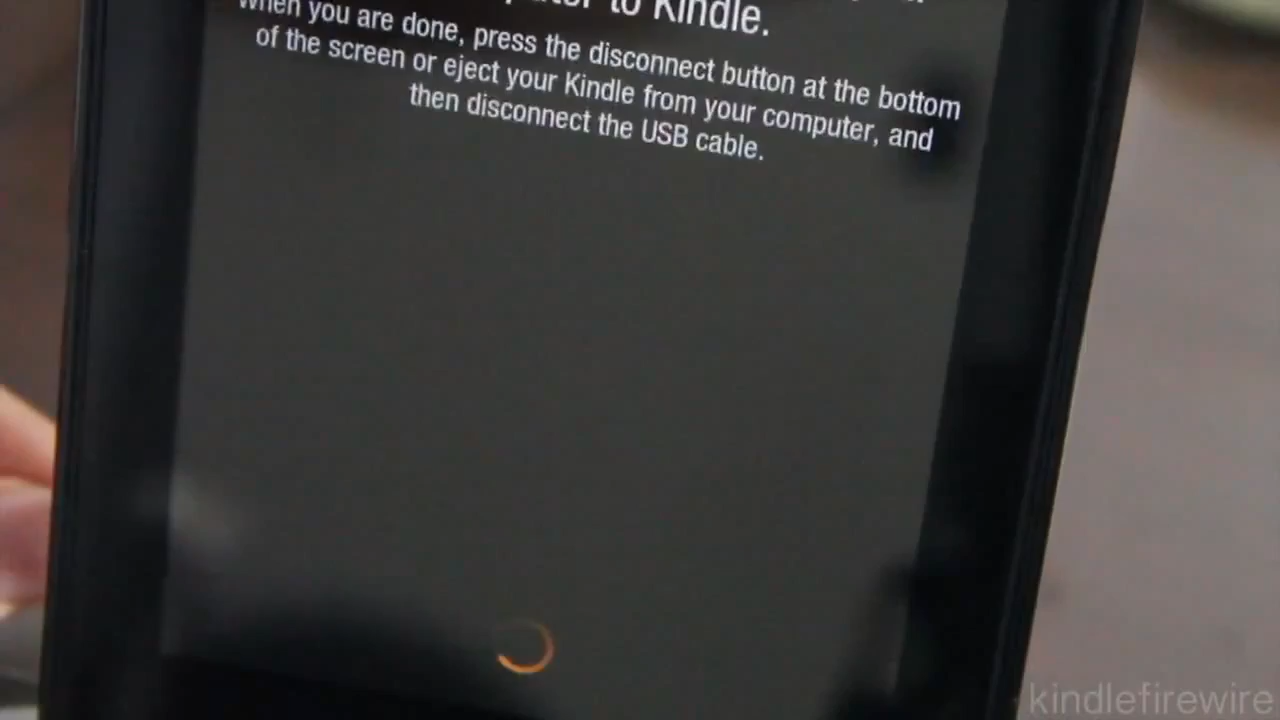 to Kindle.
When you are done, press the disconnect button at the bottom
of the screen or eject your Kindle from your computer, and
then disconnect the USB cable.
kindlefirewire